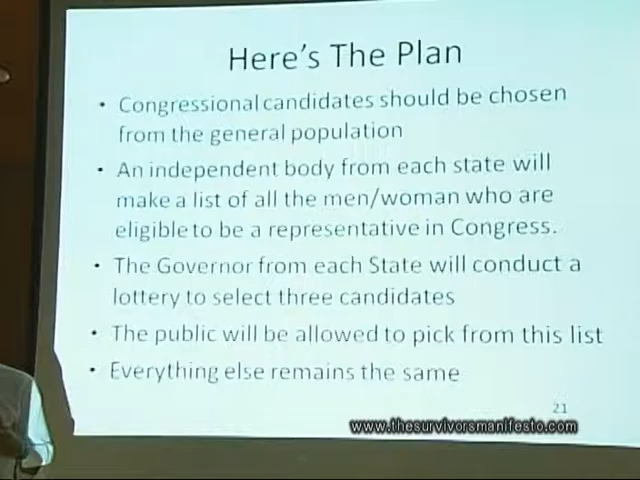 Here's The Plan
• Congressional candidates should be chosen
from the general population
• An independent body from each state will
make a list of all the men/woman who are
eligible to be a representative in Congress.
• The Governor from each State will conduct a
lottery to select three candidates
• The public will be allowed to pick from this list
• Everything else remains the same
21
www.thesurvivorsmanifesto.com